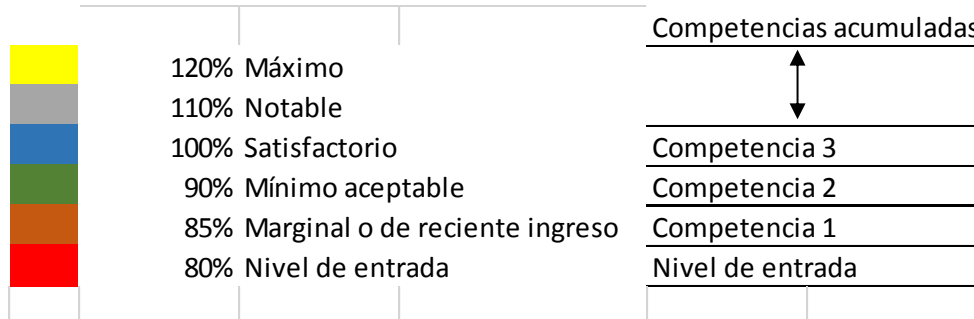 Competencias acumuladas
120% Máximo
110% Notable
100% Satisfactorio Competencia 3
90% Mínimo aceptable Competencia 2
85% Marginal o de reciente ingreso Competencia 1
80% Nivel de entrada Nivel de entrada